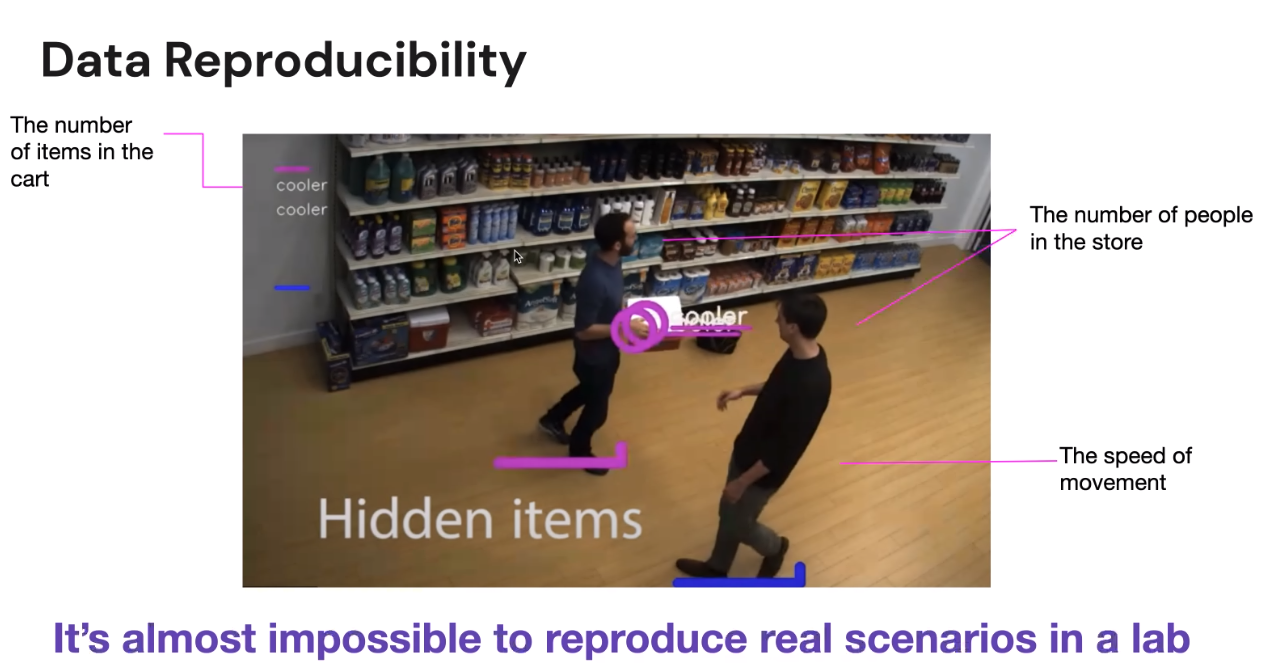 Data Reproducibility
The number
of items in the
cart
cooler
cooler
The number of people
in the store
cooler
The speed of
movement
Hidden items
It's almost impossible to reproduce real scenarios in a lab